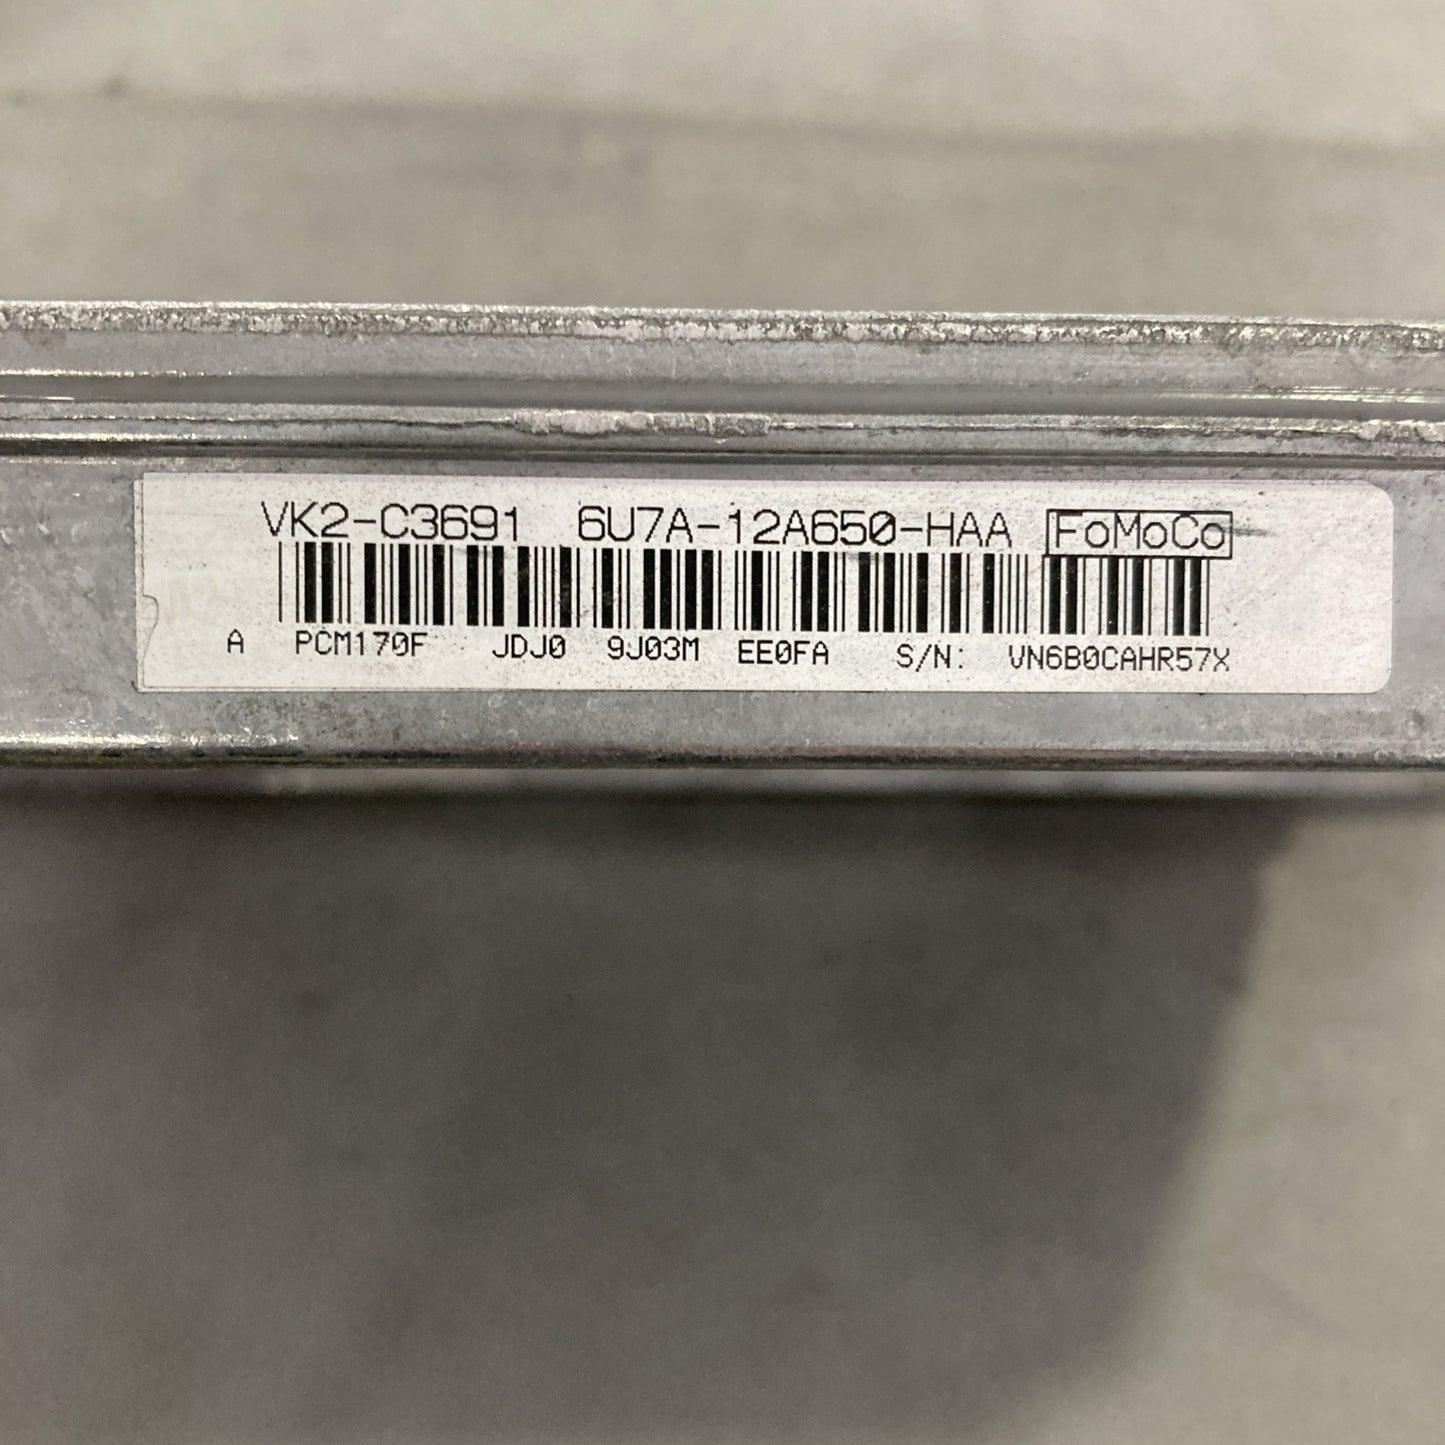 VK2-C3691 6U7A-12A650-HAA FoMoCo
A PCM170F JDJ0 9J03M EE0FA S/N: VN6B0CAHR57X